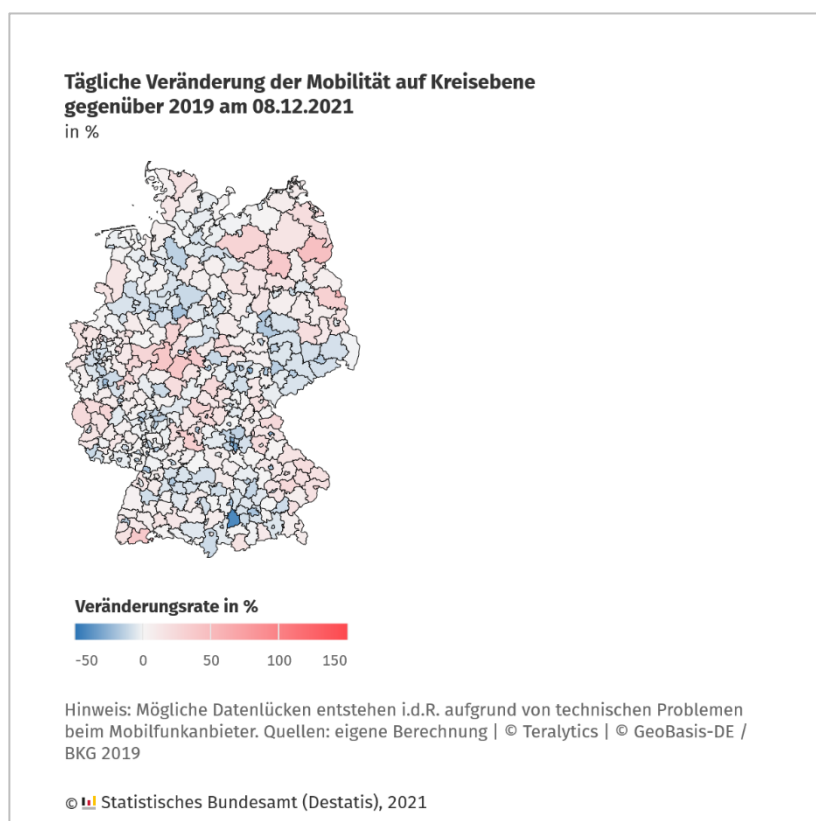 Tägliche Veränderung der Mobilität auf Kreisebene
gegenüber 2019 am 08.12.2021
in %
Veränderungsrate in %
-50 0 50 100 150
Hinweis: Mögliche Datenlücken entstehen i.d.R. aufgrund von technischen Problemen
beim Mobilfunkanbieter. Quellen: eigene Berechnung | © Teralytics | © GeoBasis-DE /
BKG 2019
© Statistisches Bundesamt (Destatis), 2021